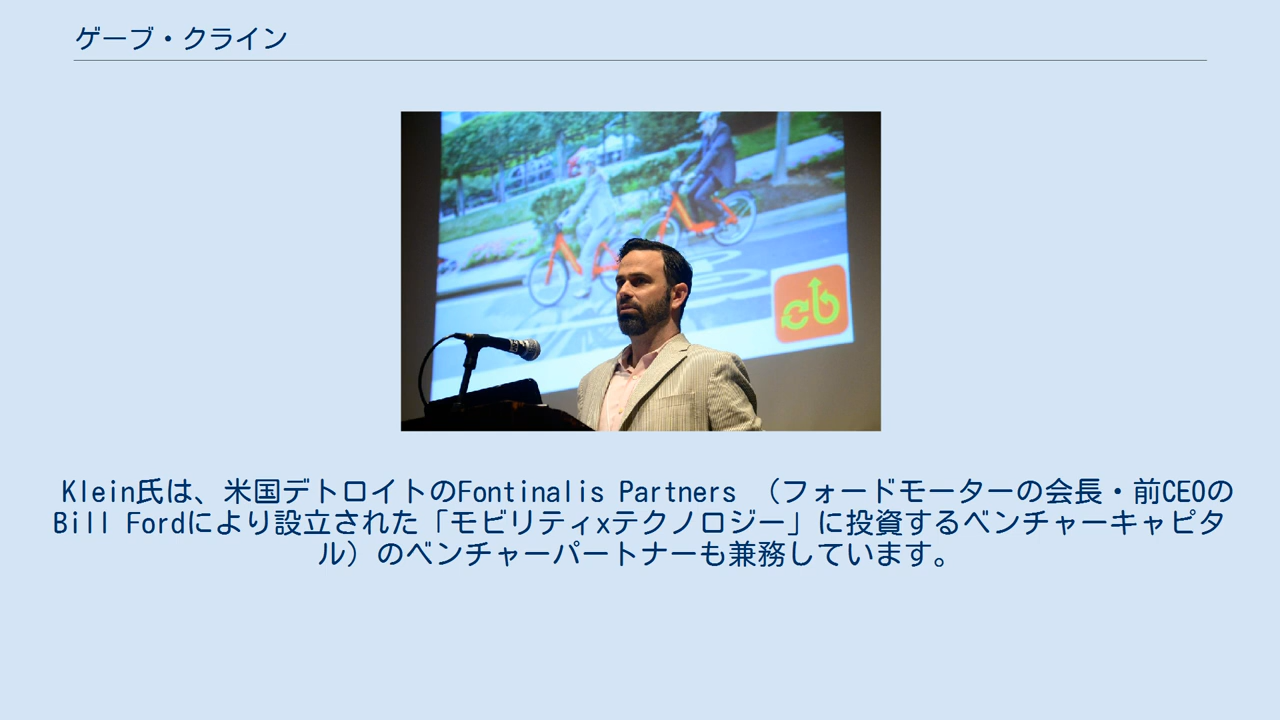 ゲーブ・クライン
cb
Klein氏は、米国デトロイトのFontinalis Partners （フォードモーターの会長・前CEOの
Bill Fordにより設立された「モビリティxテクノロジー」に投資するベンチャーキャピタ
ル）のベンチャーパートナーも兼務しています。